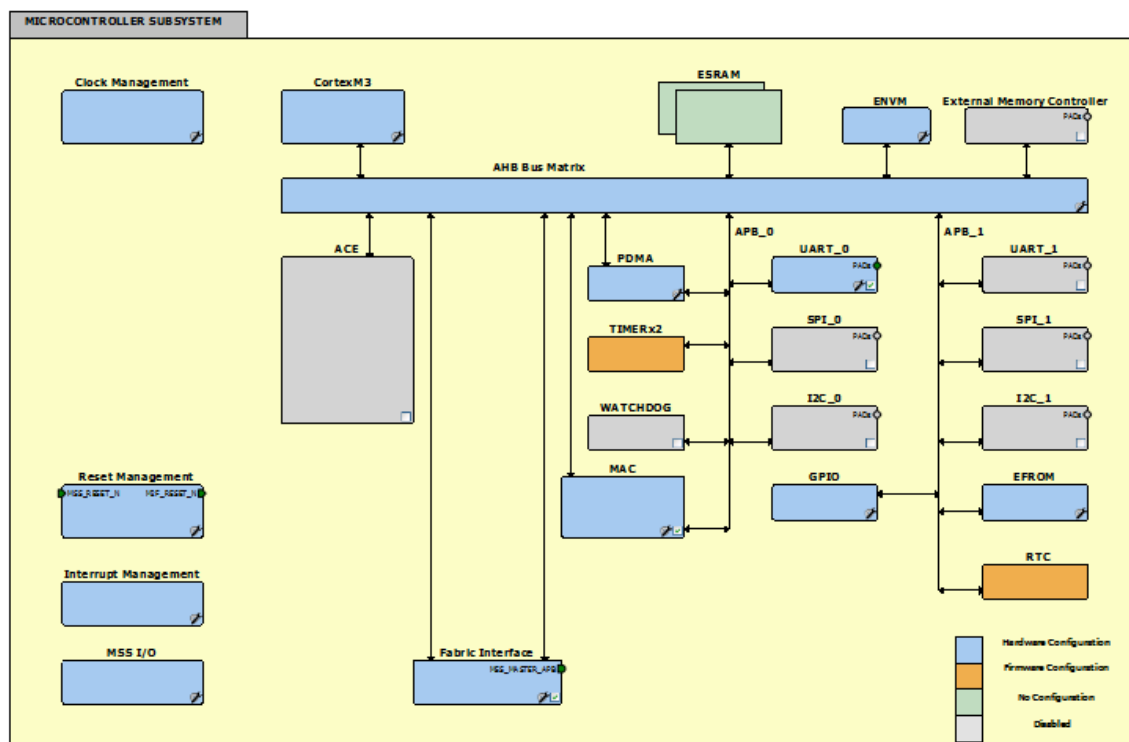 MICROCONTROLLER SUBSYSTEM
Clock Management
CortexM3
ESRAM
ENVM
External Memory Controller
PADs
AHB Bus Matrix
ACE
APB_0
APB_1
PDMA
UART_0
PADs
UART_1
PADs
TIMERx2
SPI_0
PADs
SPI_1
PADs
WATCHDOG
I2C_0
PADs
I2C_1
PADs
Reset Management
MSS_RESET_N
M2F_RESET_N
MAC
GPIO
EFROM
Interrupt Management
RTC
MSS I/O
Fabric Interface
MSS_MASTER_APB
Hardware Configuration
Firmware Configuration
No Configuration
Disabled